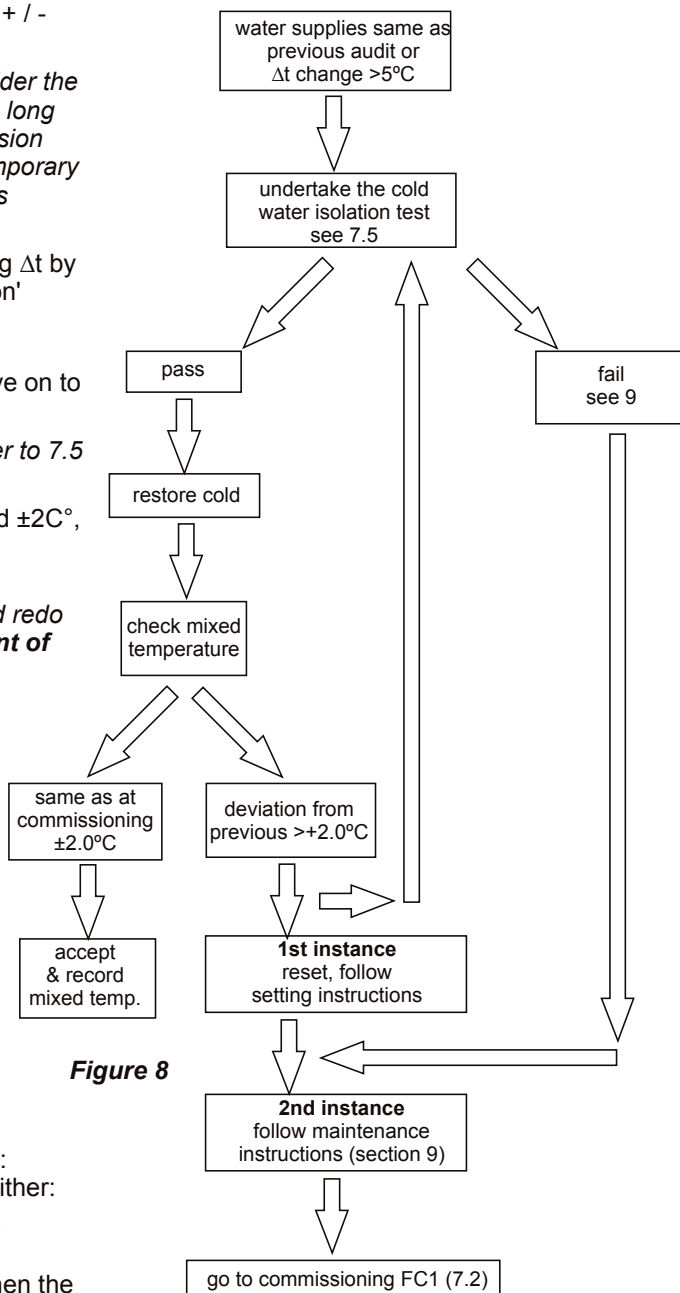 + / -
der the
long
sion
nporary
s
g Δt by
on'
ve on to
er to 7.5
d ±2C°,
d redo
nt of
:
ither:
hen the
water supplies same as
previous audit or
Δt change >5ºC
undertake the cold
water isolation test
see 7.5
pass
fail
see 9
restore cold
check mixed
temperature
same as at
commissioning
±2.0ºC
deviation from
previous >+2.0ºC
accept
& record
mixed temp.
1st instance
reset, follow
setting instructions
Figure 8
2nd instance
follow maintenance
instructions (section 9)
go to commissioning FC1 (7.2)